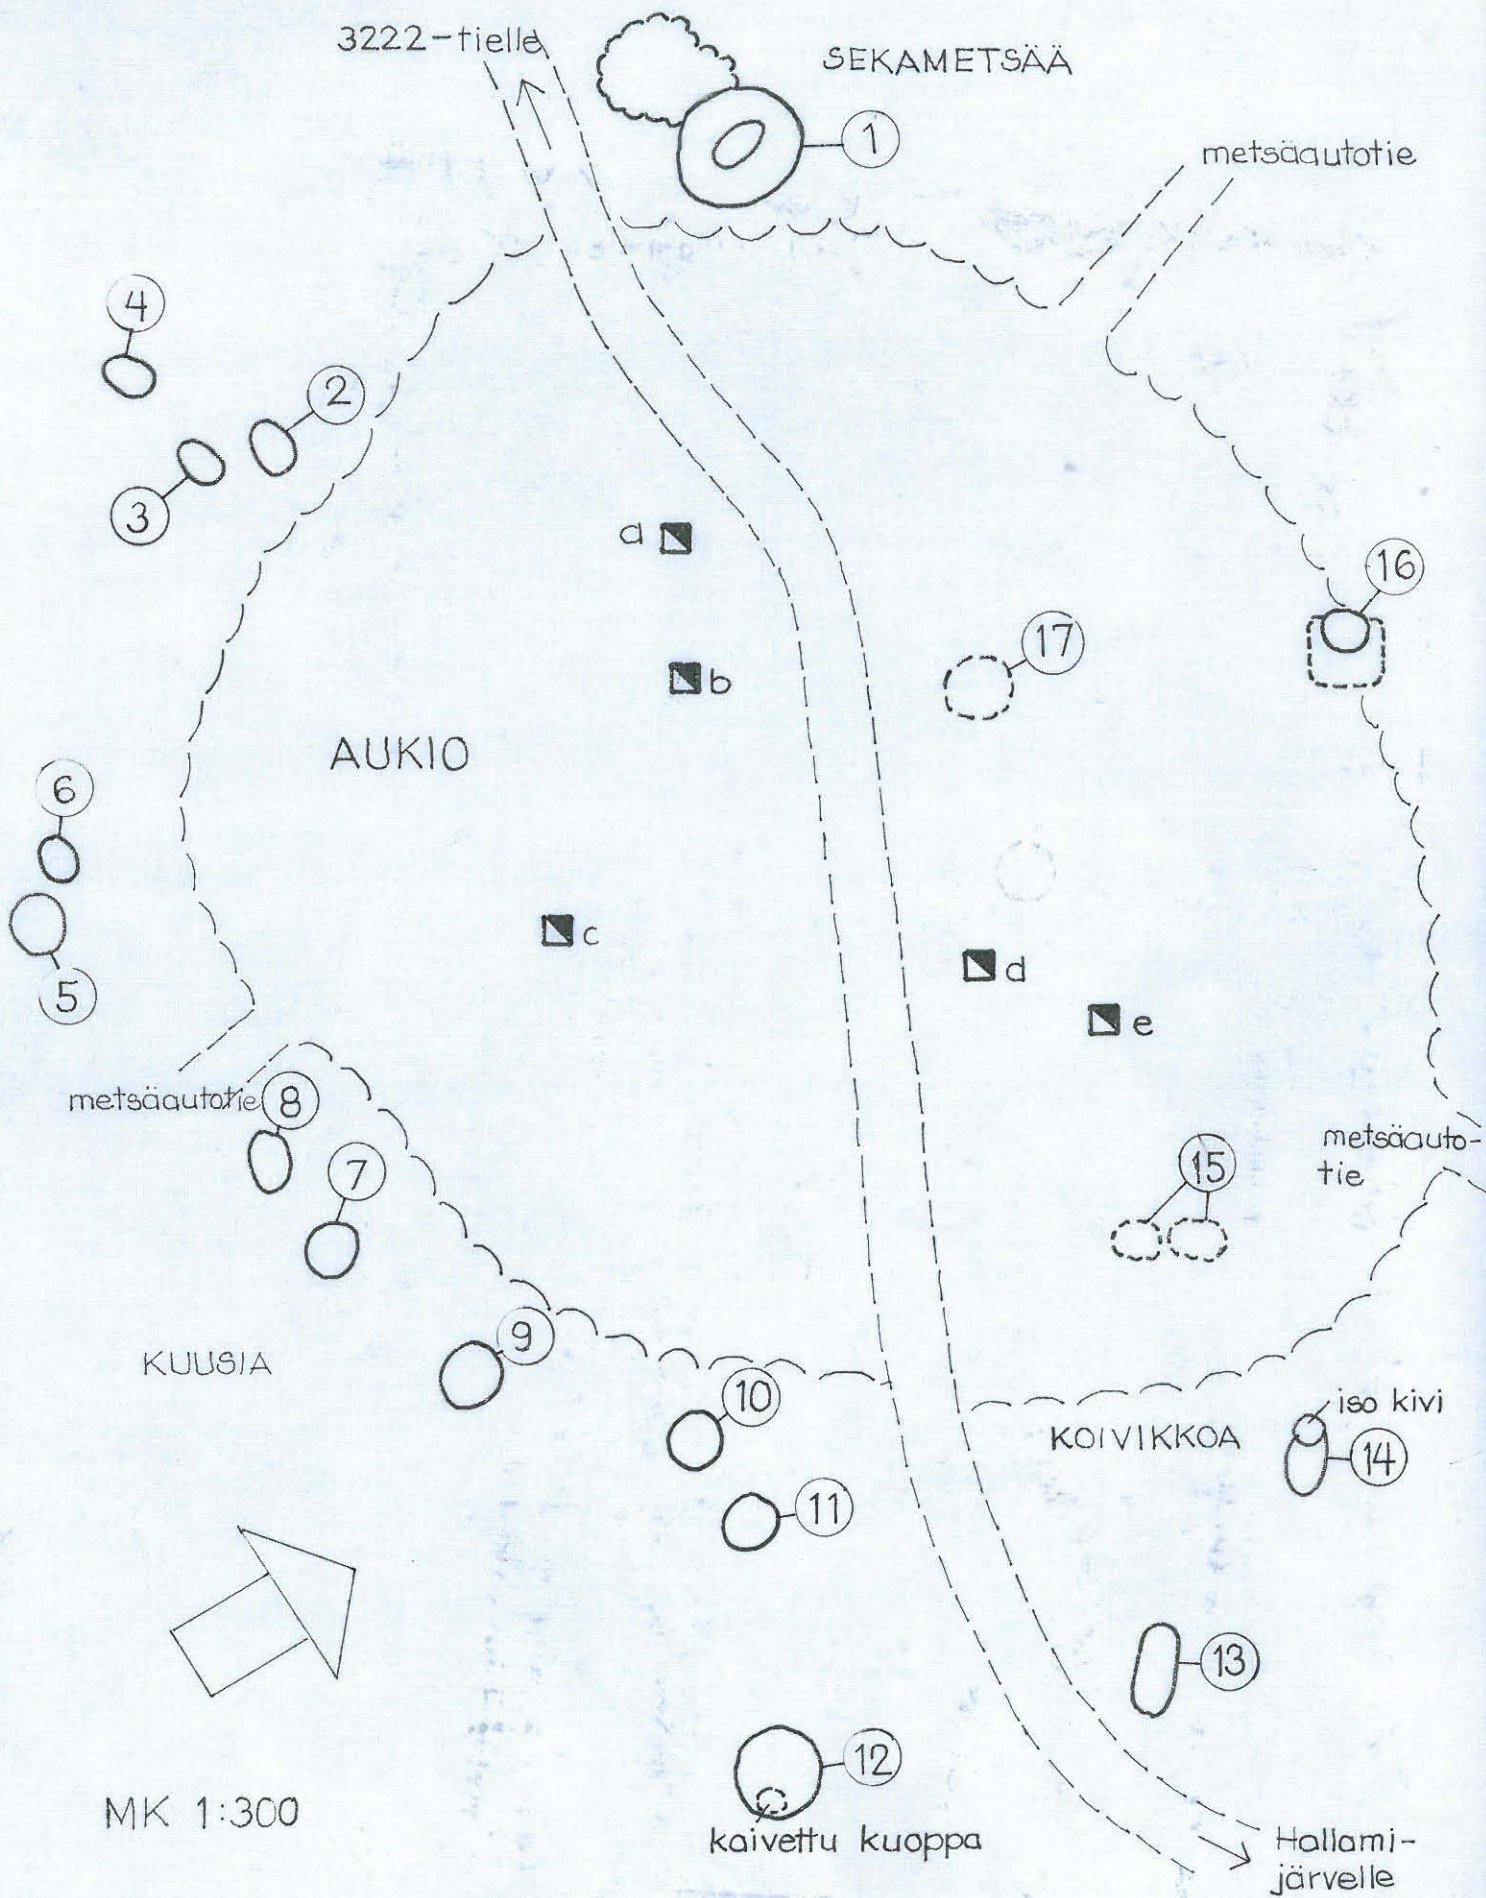 3222-tielle
SEKAMETSÄÄ
1
metsäautotie
4
2
3
a
16
17
b
AUKIO
6
c
d
5
e
metsäautotie
8
metsäauto-
tie
15
7
9
KUUSIA
10
iso kivi
KOIVIKKOA
14
11
13
12
MK 1:300
kaivettu kuoppa
Hallami-
järvelle